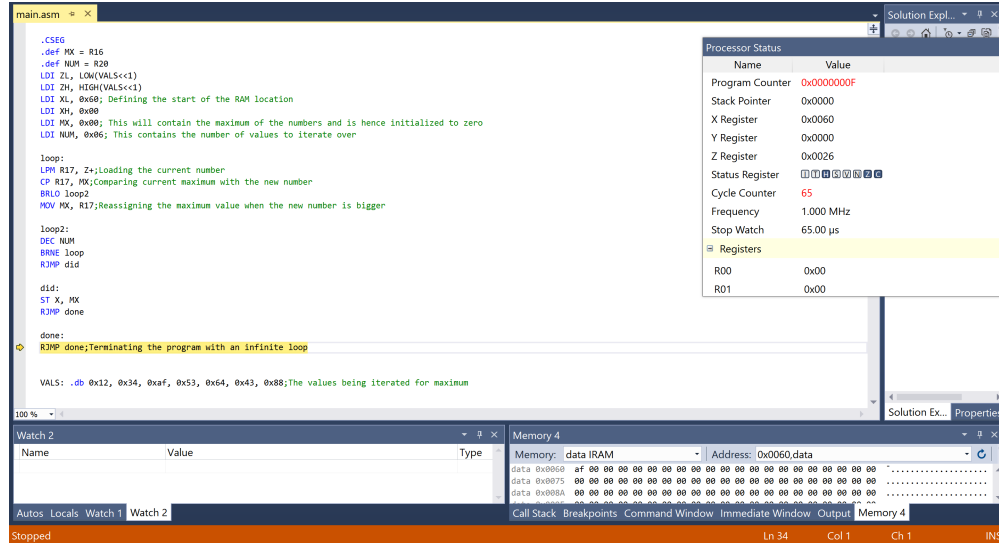 main.asm
.CSEG
.def MX = R16
.def NUM = R20
LDI ZL, LOW(VALS<<1)
LDI ZH, HIGH(VALS<<1)
LDI XL, 0x60; Defining the start of the RAM location
LDI XH, 0x00
LDI MX, 0x00; This will contain the maximum of the numbers and is hence initialized to zero
LDI NUM, 0x06; This contains the number of values to iterate over
loop:
LPM R17, Z+;Loading the current number
CP R17, MX;Comparing current maximum with the new number
BRLO loop2
MOV MX, R17;Reassigning the maximum value when the new number is bigger
loop2:
DEC NUM
BRNE loop
RJMP did
did:
ST X, MX
RJMP done
done:
RJMP done;Terminating the program with an infinite loop
VALS: .db 0x12, 0x34, 0xaf, 0x53, 0x64, 0x43, 0x88;The values being iterated for maximum
100 %
Solution Expl...
Processor Status
Name Value
Program Counter 0x0000000F
Stack Pointer 0x0000
X Register 0x0060
Y Register 0x0000
Z Register 0x0026
Status Register I T H S V N Z C
Cycle Counter 65
Frequency 1.000 MHz
Stop Watch 65.00 µs
Registers
R00 0x00
R01 0x00
Solution Ex... Properties
Watch 2
Name Value Type
Autos Locals Watch 1 Watch 2
Memory 4
Memory: data IRAM Address: 0x0060,data
data 0x0060 af 00 00 00 00 00 00 00 00 00 00 00 00 00 00 00 00 00 00 00 00 ¯....................
data 0x0075 00 00 00 00 00 00 00 00 00 00 00 00 00 00 00 00 00 00 00 00 00 .....................
data 0x008A 00 00 00 00 00 00 00 00 00 00 00 00 00 00 00 00 00 00 00 00 00 .....................
Call Stack Breakpoints Command Window Immediate Window Output Memory 4
Stopped Ln 34 Col 1 Ch 1 INS